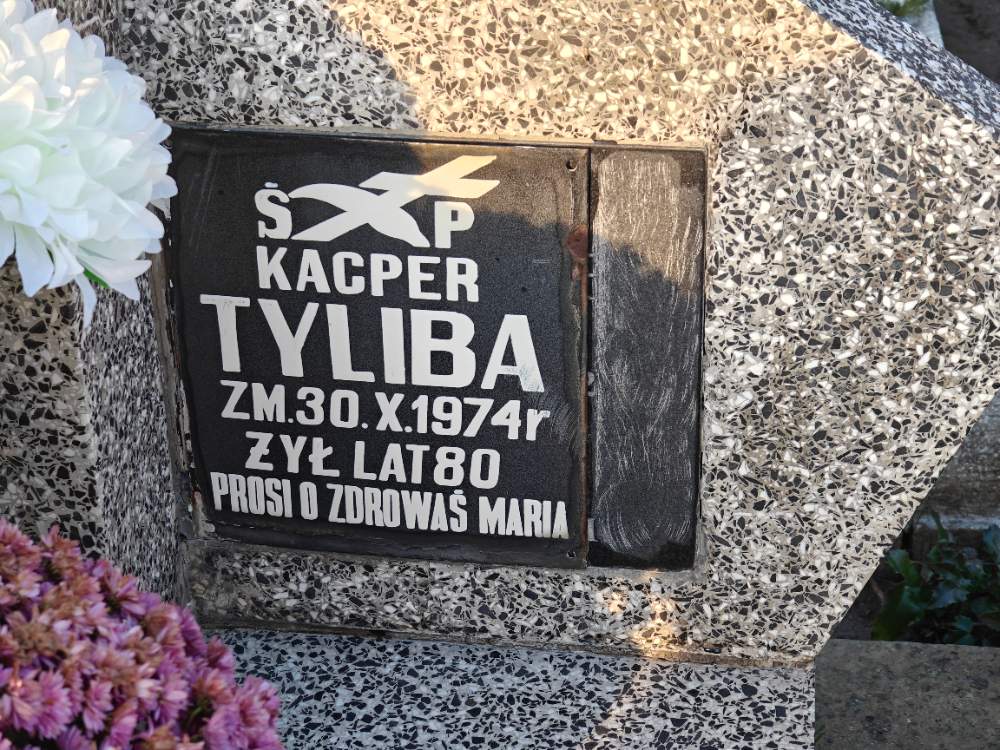 Ś P
KACPER
TYLIBA
ZM.30.X.1974r
ŻYŁ LAT 80
PROSI O ZDROWAŚ MARIA